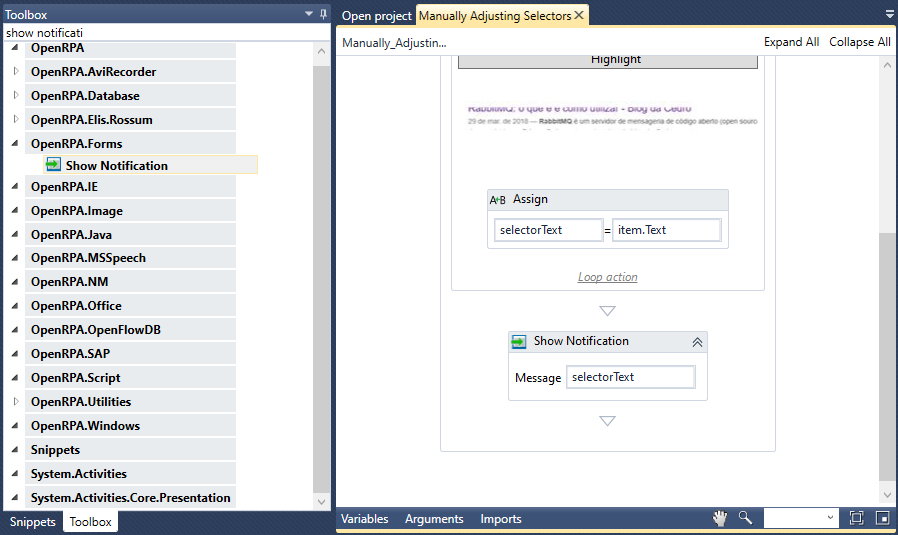 Toolbox
show notificati
OpenRPA
OpenRPA.AviRecorder
OpenRPA.Database
OpenRPA.Elis.Rossum
OpenRPA.Forms
Show Notification
OpenRPA.IE
OpenRPA.Image
OpenRPA.Java
OpenRPA.MSSpeech
OpenRPA.NM
OpenRPA.Office
OpenRPA.OpenFlowDB
OpenRPA.SAP
OpenRPA.Script
OpenRPA.Utilities
OpenRPA.Windows
Snippets
System.Activities
System.Activities.Core.Presentation
Snippets Toolbox
Open project Manually Adjusting Selectors
Manually_Adjustin... Expand All Collapse All
Highlight
RabbitMQ: o que é e como utilizar - Blog da Cedro
29 de mar. de 2018 — RabbitMQ é um servidor de mensageria de código aberto (open sourc
A*B Assign
selectorText = item.Text
Loop action
Show Notification
Message selectorText
Variables Arguments Imports